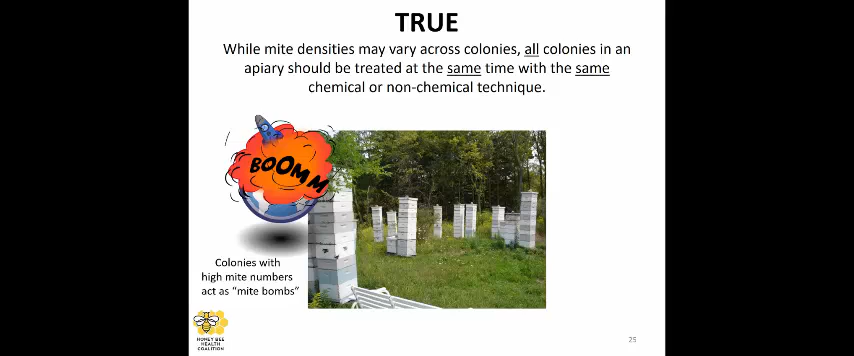 TRUE
While mite densities may vary across colonies, all colonies in an
apiary should be treated at the same time with the same
chemical or non-chemical technique.
BOOMM
Colonies with
high mite numbers
act as “mite bombs”
HONEY BEE
HEALTH
COALITION
25